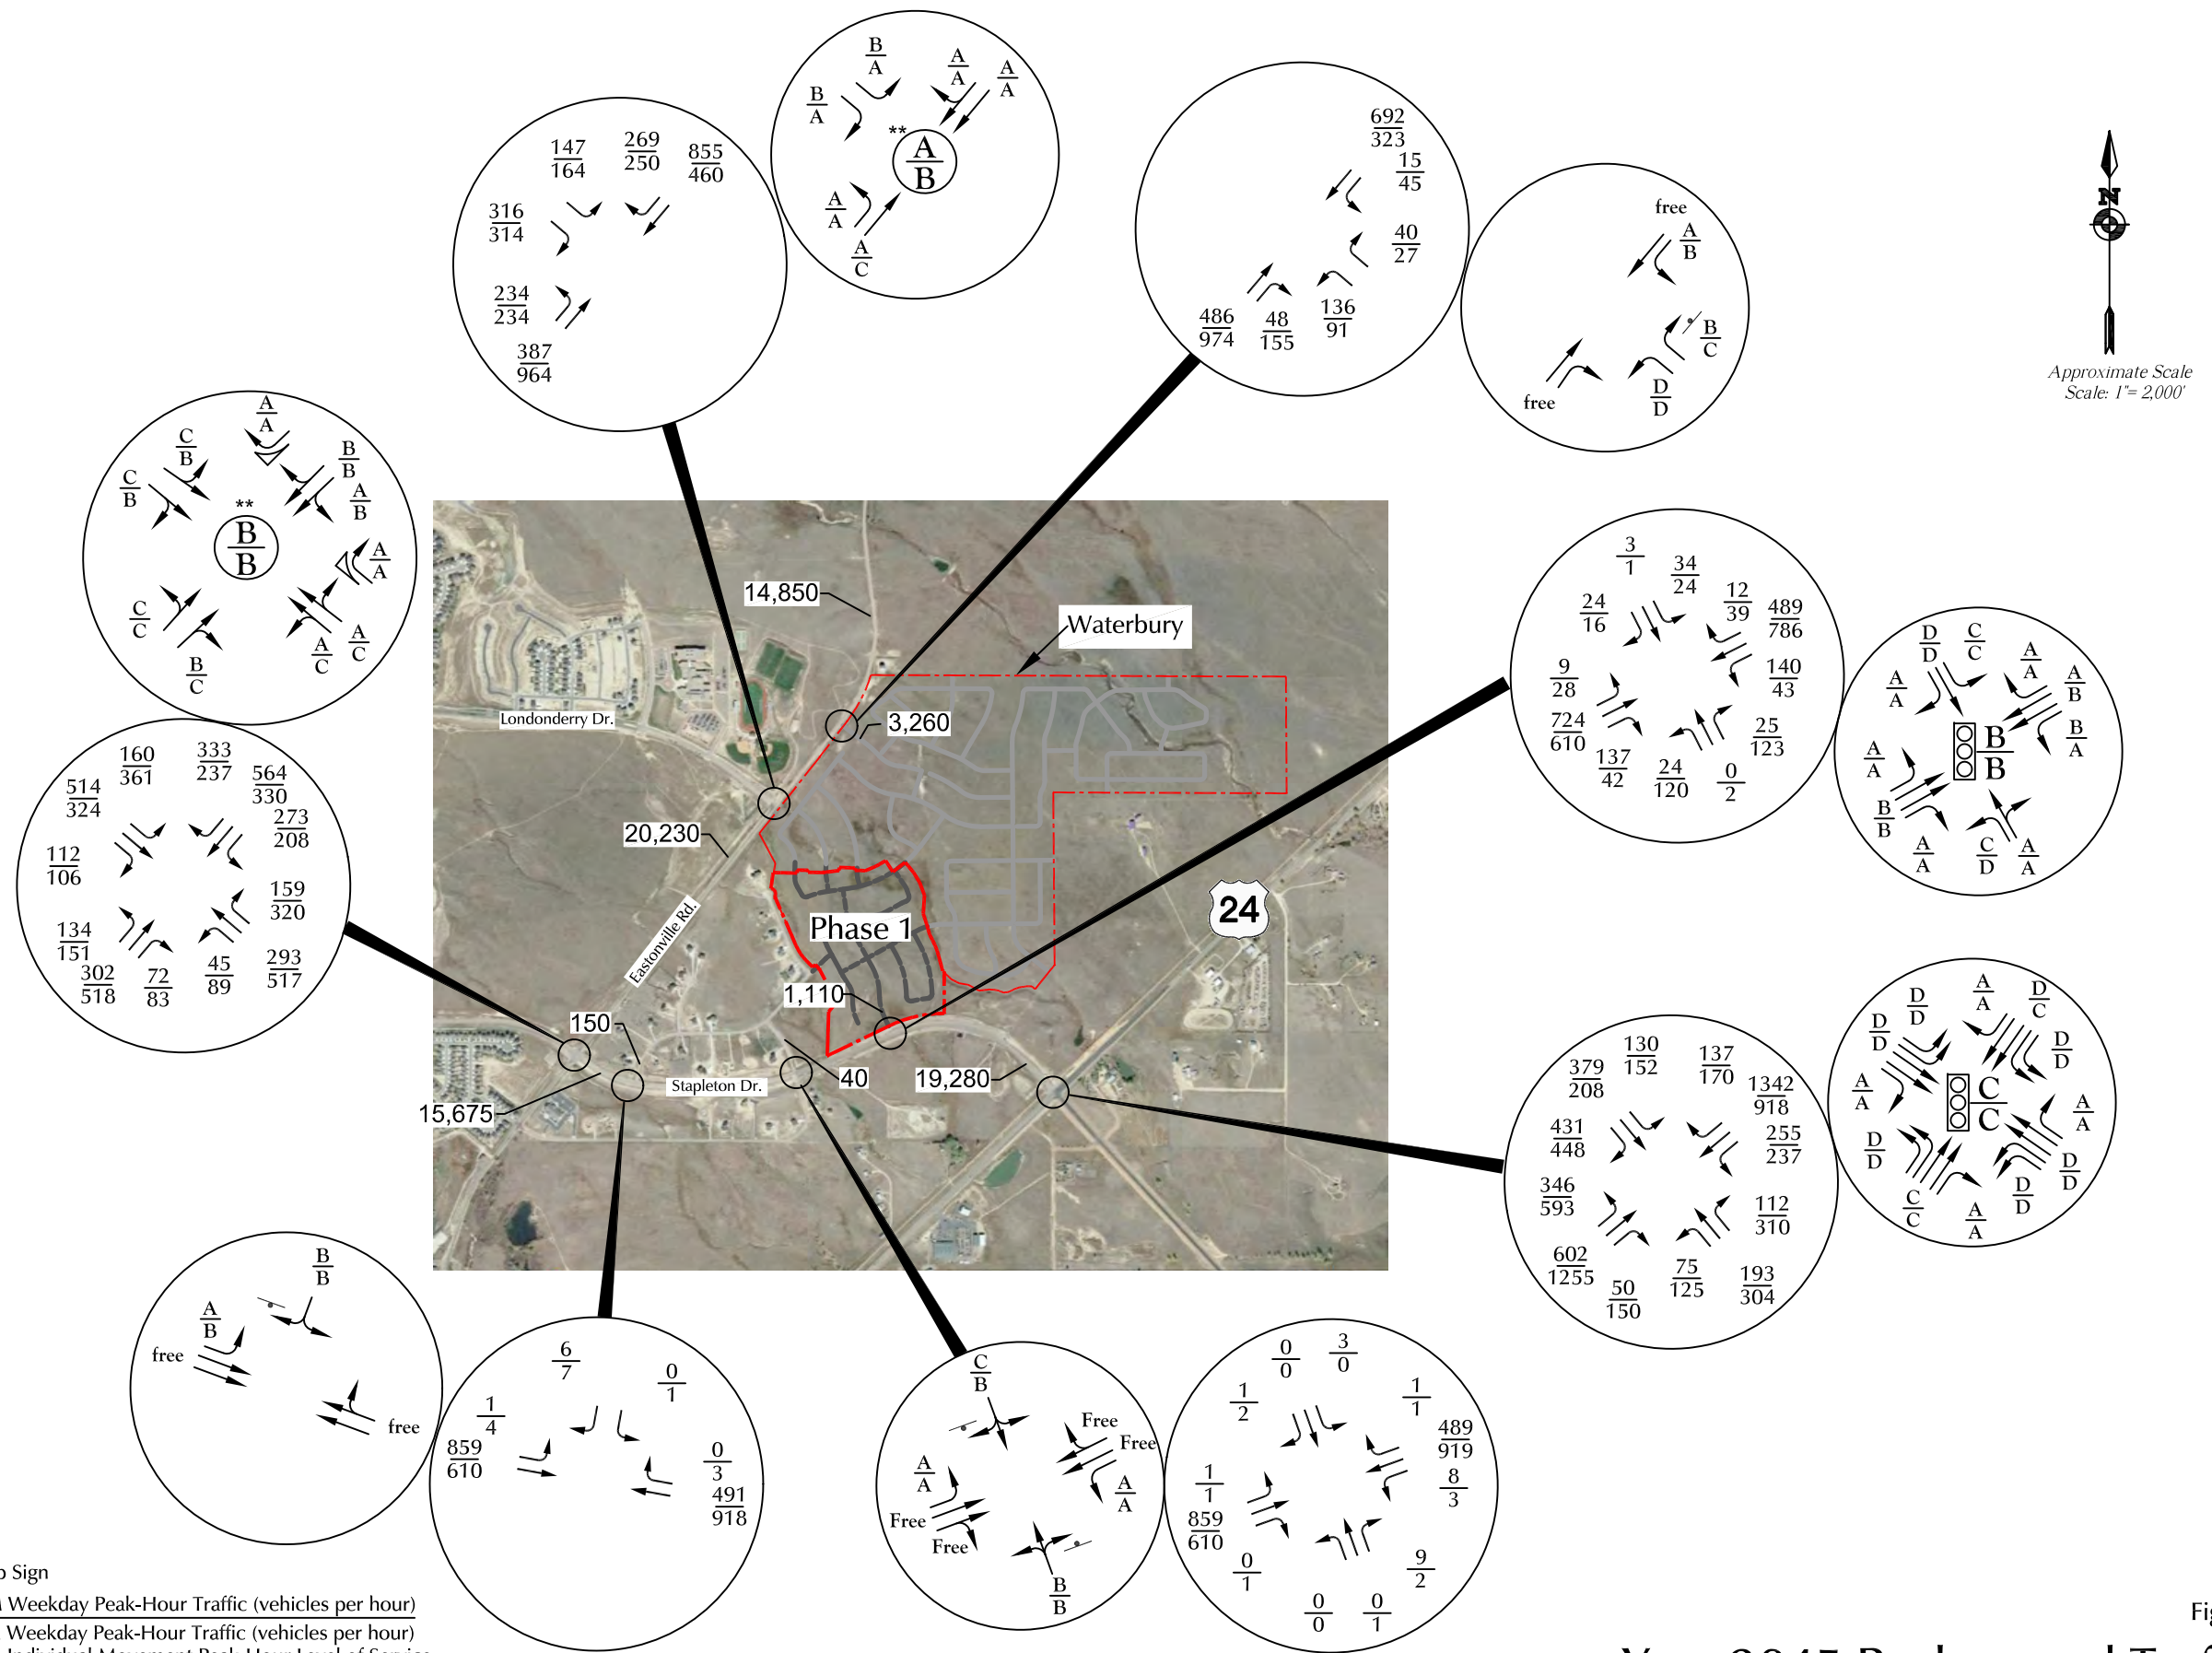 B
A
B
A
A
A
A
A
**
A
B
A
A
A
C
147
164
269
250
855
460
316
314
234
234
387
964
692
323
15
45
40
27
136
91
48
155
486
974
free
A
B
B
C
D
D
free
N
Approximate Scale
Scale: 1"= 2,000'
A
A
C
B
C
B
B
B
A
B
**
B
B
A
A
C
C
B
C
A
C
A
C
160
361
333
237
514
324
564
330
273
208
112
106
159
320
134
151
302
518
72
83
45
89
293
517
14,850
Waterbury
Londonderry Dr.
3,260
20,230
Eastonville Rd.
Phase 1
24
1,110
150
40
19,280
Stapleton Dr.
15,675
3
1
34
24
12
39
489
786
24
16
140
43
9
28
724
610
137
42
24
120
0
2
25
123
D
D
C
C
A
A
A
B
A
A
B
A
B
B
A
A
B
B
A
A
C
D
A
A
130
152
137
170
379
208
1342
918
431
448
255
237
346
593
112
310
602
1255
50
150
75
125
193
304
D
D
A
A
D
C
D
D
D
D
A
A
C
C
A
A
D
D
D
D
D
D
C
C
A
A
B
B
A
B
free
free
6
7
0
1
1
4
859
610
0
3
491
918
C
B
Free
Free
A
A
A
A
Free
Free
B
B
0
0
3
0
1
2
1
1
489
919
8
3
1
1
859
610
0
1
9
2
0
0
0
1
Sign
Weekday Peak-Hour Traffic (vehicles per hour)
Weekday Peak-Hour Traffic (vehicles per hour)
Individual Movement Peak-Hour Level of Service